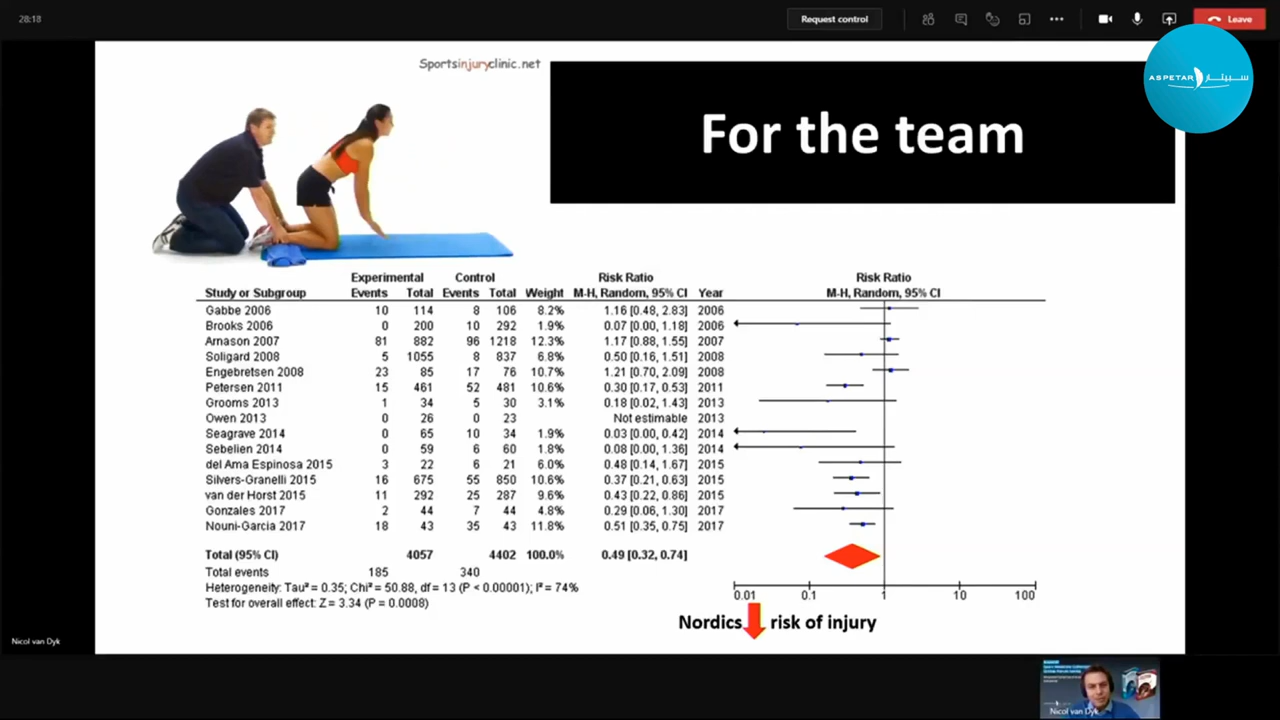 28:18
Request control
Leave
ASPETAR سبيتار
Sportsinjuryclinic.net
For the team
Experimental Control Risk Ratio Risk Ratio
Study or Subgroup Events Total Events Total Weight M-H, Random, 95% CI Year M-H, Random, 95% CI
Gabbe 2006 10 114 8 106 8.2% 1.16 [0.48, 2.83] 2006
Brooks 2006 0 200 10 292 1.9% 0.07 [0.00, 1.18] 2006
Arnason 2007 81 882 96 1218 12.3% 1.17 [0.88, 1.55] 2007
Soligard 2008 5 1055 8 837 6.8% 0.50 [0.16, 1.51] 2008
Engebretsen 2008 23 85 17 76 10.7% 1.21 [0.70, 2.09] 2008
Petersen 2011 15 461 52 481 10.6% 0.30 [0.17, 0.53] 2011
Grooms 2013 1 34 5 30 3.1% 0.18 [0.02, 1.43] 2013
Owen 2013 0 26 0 23 Not estimable 2013
Seagrave 2014 0 65 10 34 1.9% 0.03 [0.00, 0.42] 2014
Sebelien 2014 0 59 6 60 1.8% 0.08 [0.00, 1.36] 2014
del Ama Espinosa 2015 3 22 6 21 6.0% 0.48 [0.14, 1.67] 2015
Silvers-Granelli 2015 16 675 55 850 10.6% 0.37 [0.21, 0.63] 2015
van der Horst 2015 11 292 25 287 9.6% 0.43 [0.22, 0.86] 2015
Gonzales 2017 2 44 7 44 4.8% 0.29 [0.06, 1.30] 2017
Nouni-Garcia 2017 18 43 35 43 11.8% 0.51 [0.35, 0.75] 2017
Total (95% CI) 4057 4402 100.0% 0.49 [0.32, 0.74]
Total events 185 340
Heterogeneity: Tau² = 0.35; Chi² = 50.88, df = 13 (P < 0.00001); I² = 74%
Test for overall effect: Z = 3.34 (P = 0.0008)
0.01 0.1 1 10 100
Nordics risk of injury
Nicol van Dyk
Nicol van Dyk